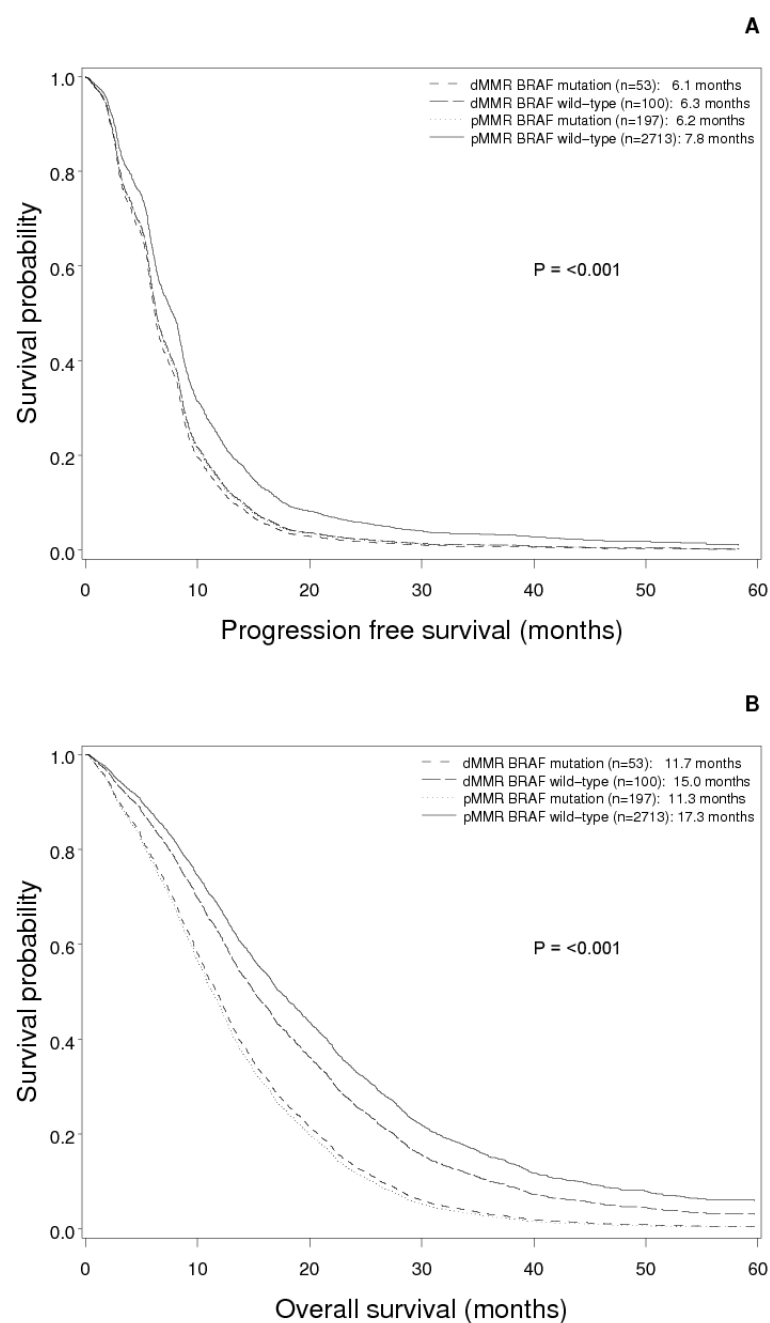 A
dMMR BRAF mutation (n=53): 6.1 months
dMMR BRAF wild−type (n=100): 6.3 months
pMMR BRAF mutation (n=197): 6.2 months
pMMR BRAF wild−type (n=2713): 7.8 months
P = <0.001
Survival probability
1.0
0.8
0.6
0.4
0.2
0.0
0 10 20 30 40 50 60
Progression free survival (months)
B
dMMR BRAF mutation (n=53): 11.7 months
dMMR BRAF wild−type (n=100): 15.0 months
pMMR BRAF mutation (n=197): 11.3 months
pMMR BRAF wild−type (n=2713): 17.3 months
P = <0.001
Survival probability
1.0
0.8
0.6
0.4
0.2
0.0
0 10 20 30 40 50 60
Overall survival (months)